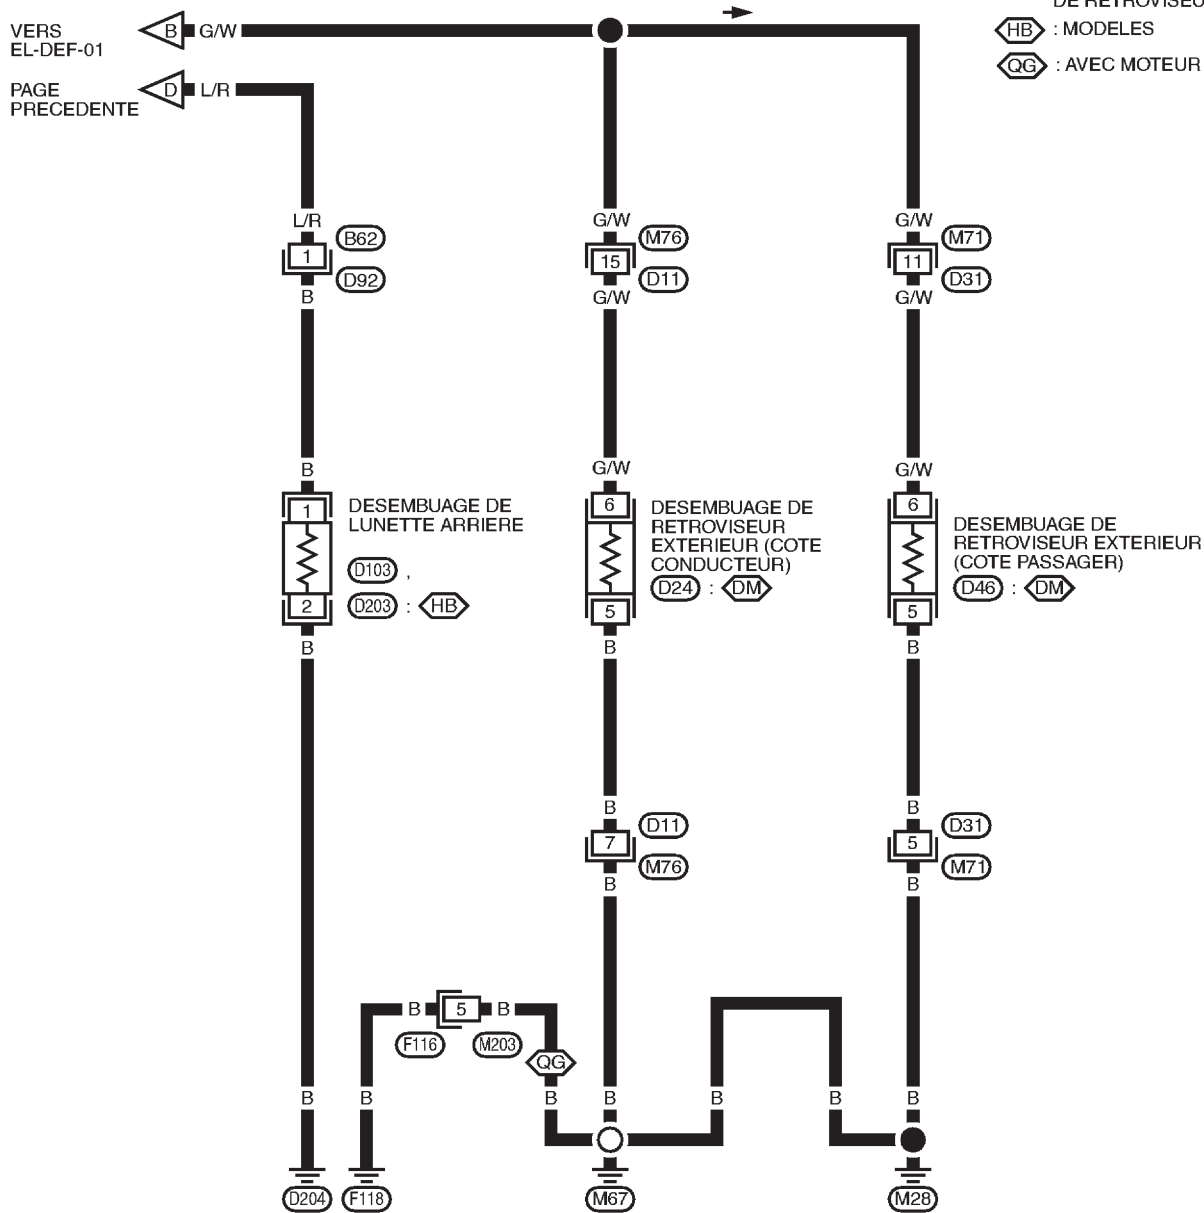 DE RETROVISEU
VERS
EL-DEF-01
B
G/W
HB : MODELES
QG : AVEC MOTEUR
PAGE
PRECEDENTE
D
L/R
L/R
G/W
G/W
1
B62
D92
15
M76
D11
11
M71
D31
B
G/W
G/W
B
G/W
G/W
1
2
DESEMBUAGE DE
LUNETTE ARRIERE
D103 ,
D203 : HB
6
5
DESEMBUAGE DE
RETROVISEUR
EXTERIEUR (COTE
CONDUCTEUR)
D24 : DM
6
5
DESEMBUAGE DE
RETROVISEUR EXTERIEUR
(COTE PASSAGER)
D46 : DM
B
B
B
B
B
7
D11
M76
5
D31
M71
B
B
B
5
B
F116
M203
QG
B
B
B
B
B
B
B
D204
F118
M67
M28